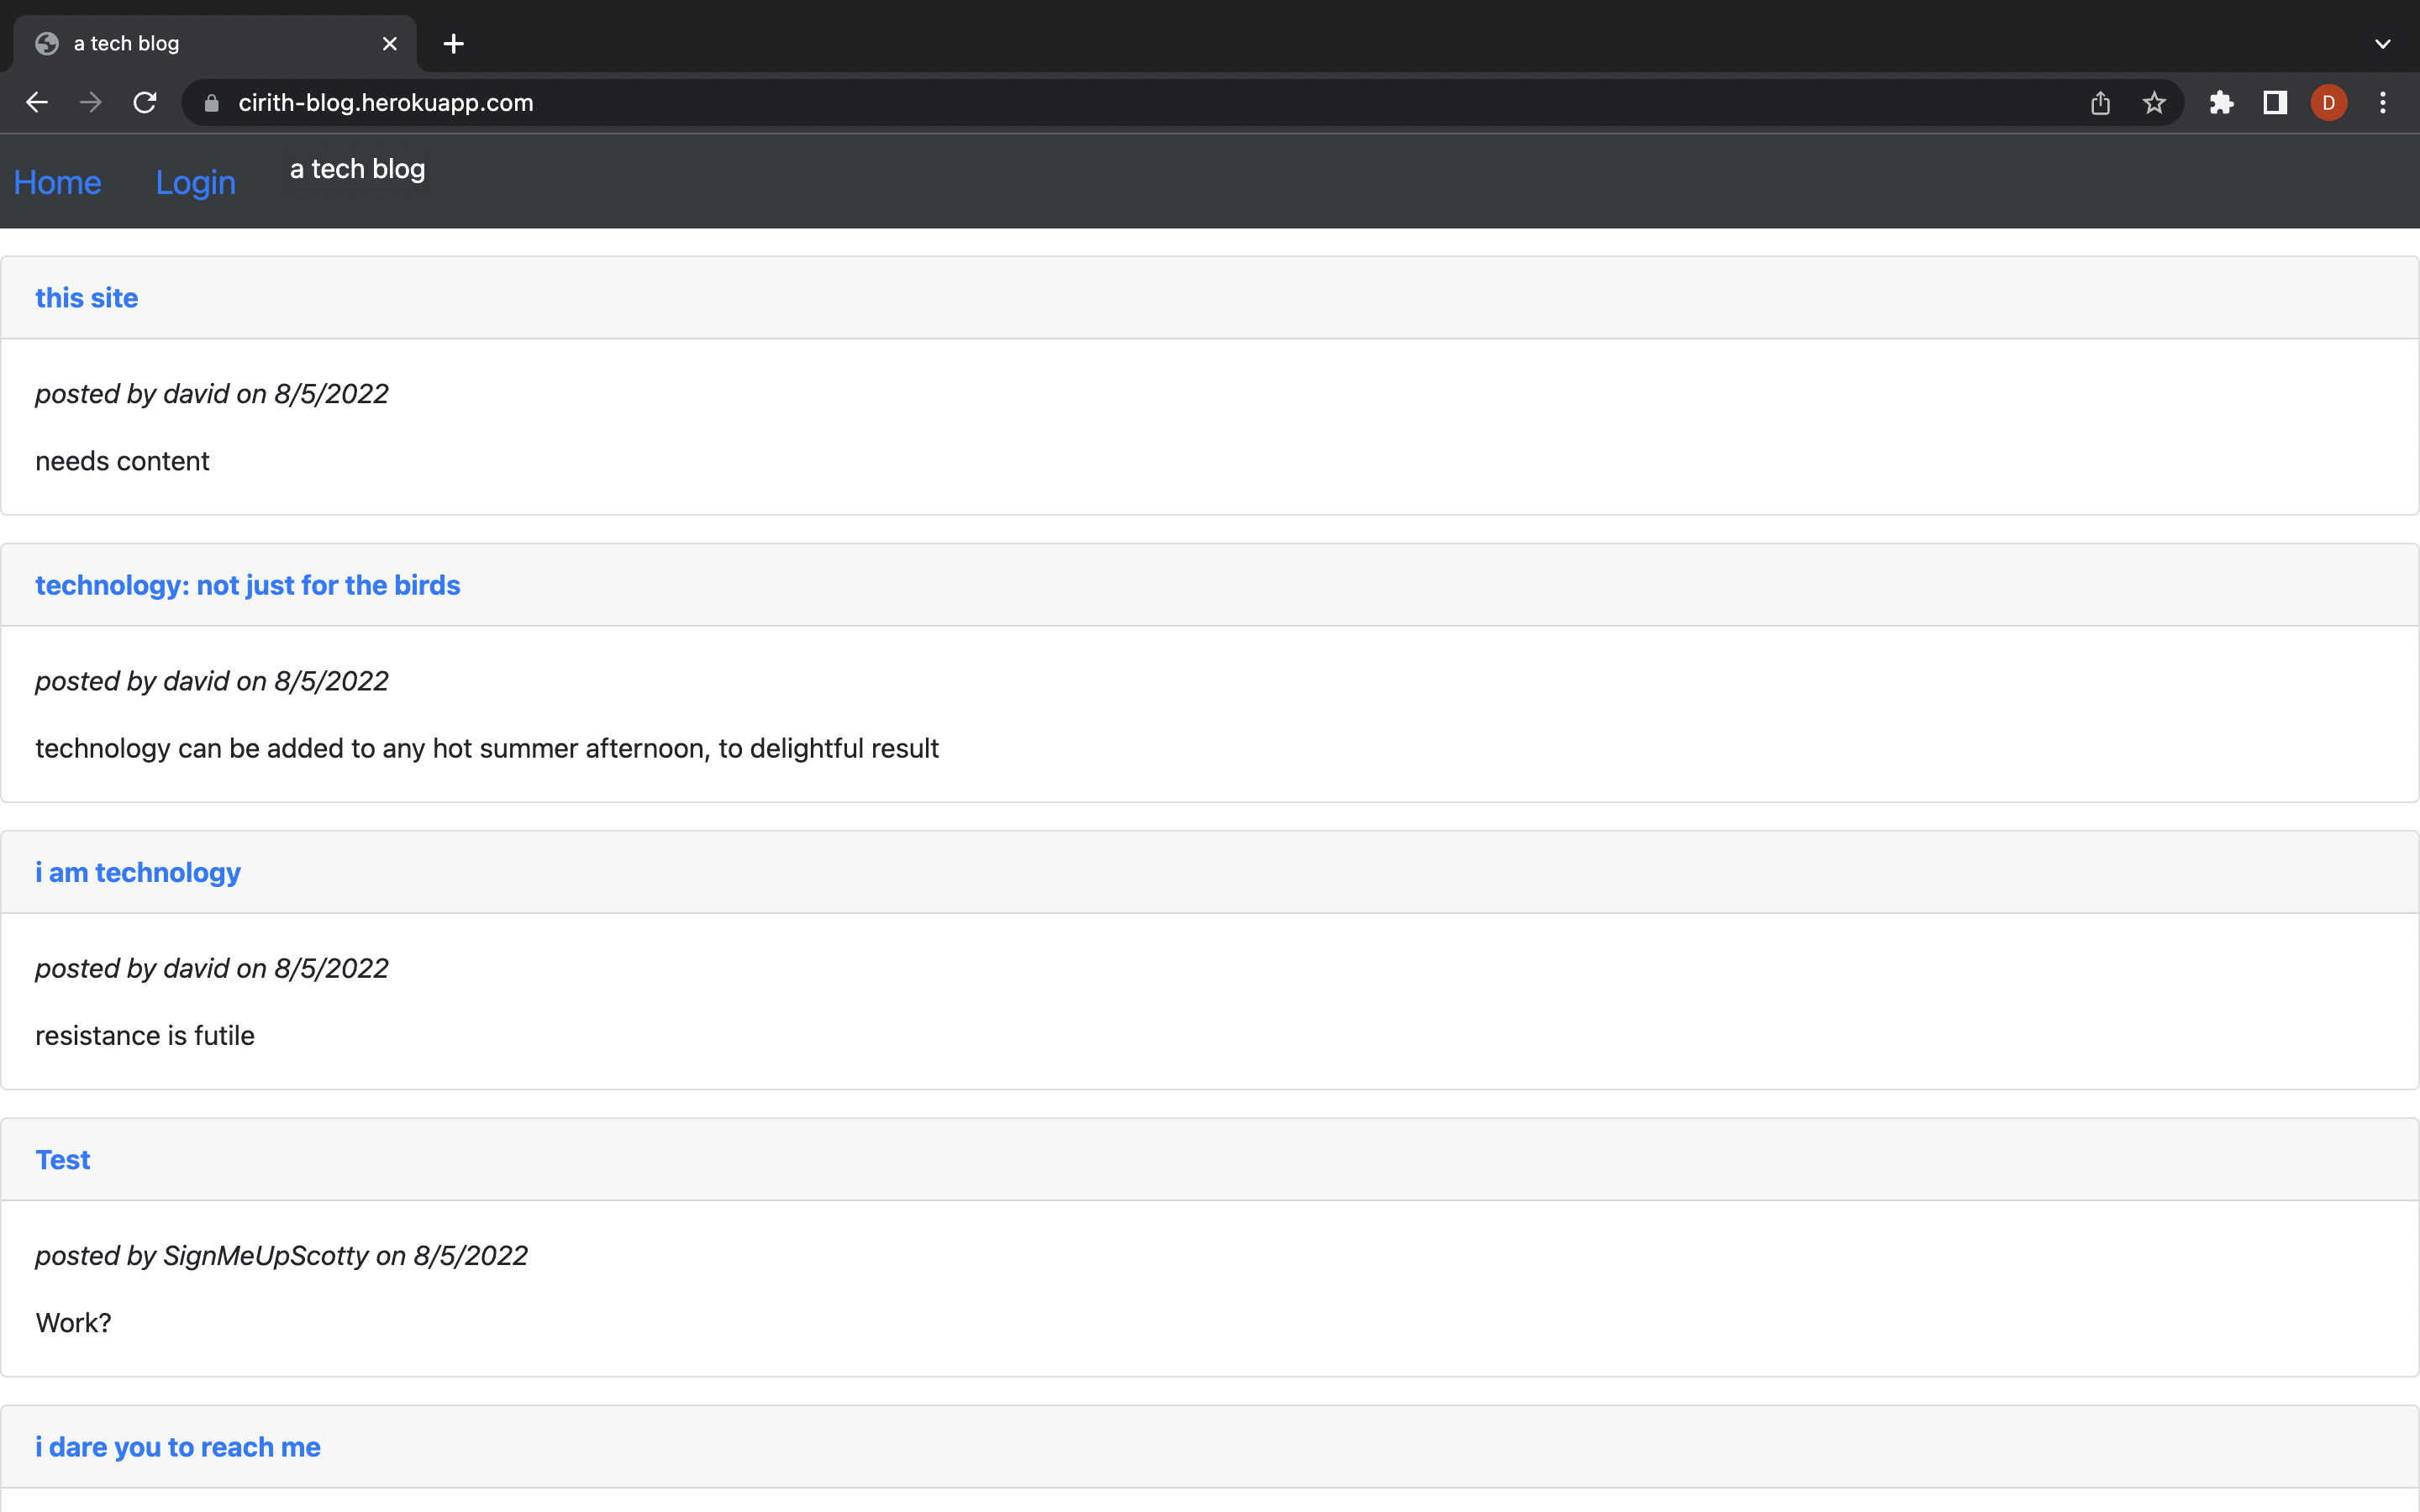 a tech blog
cirith-blog.herokuapp.com
D
Home Login a tech blog
this site
posted by david on 8/5/2022
needs content
technology: not just for the birds
posted by david on 8/5/2022
technology can be added to any hot summer afternoon, to delightful result
i am technology
posted by david on 8/5/2022
resistance is futile
Test
posted by SignMeUpScotty on 8/5/2022
Work?
i dare you to reach me